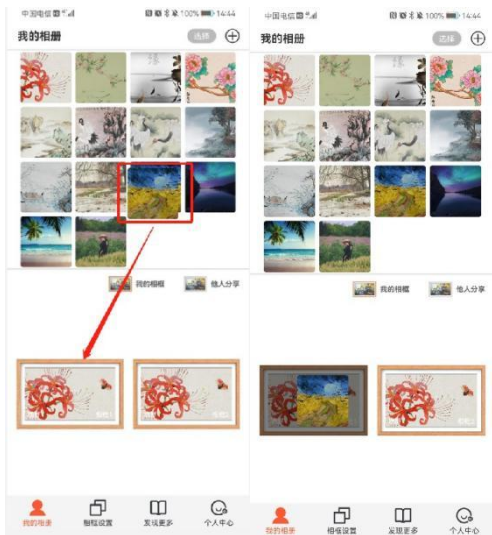 中国电信 100% 14:44
我的相册 选择
我的相框 他人分享
我的相册 相框设置 发现更多 个人中心
中国电信 100% 14:44
我的相册 选择
我的相框 他人分享
我的相册 相框设置 发现更多 个人中心